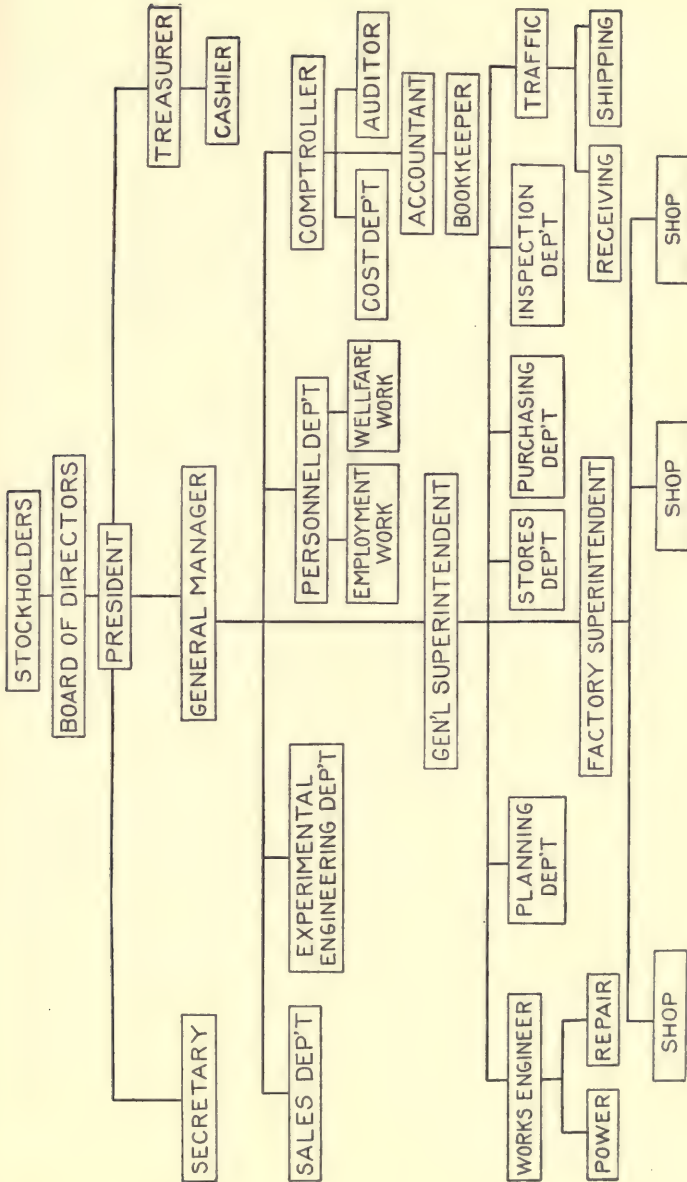 STOCKHOLDERS
BOARD OF DIRECTORS
PRESIDENT
SECRETARY
GENERAL MANAGER
TREASURER
CASHIER
SALES DEP'T
EXPERIMENTAL
ENGINEERING DEP'T
PERSONNEL DEP'T
EMPLOYMENT
WORK
WELLFARE
WORK
COMPTROLLER
COST DEP'T
AUDITOR
ACCOUNTANT
BOOKKEEPER
GEN'L SUPERINTENDENT
WORKS ENGINEER
POWER
REPAIR
PLANNING
DEP'T
STORES
DEP'T
PURCHASING
DEP'T
INSPECTION
DEP'T
TRAFFIC
RECEIVING
SHIPPING
FACTORY SUPERINTENDENT
SHOP
SHOP
SHOP